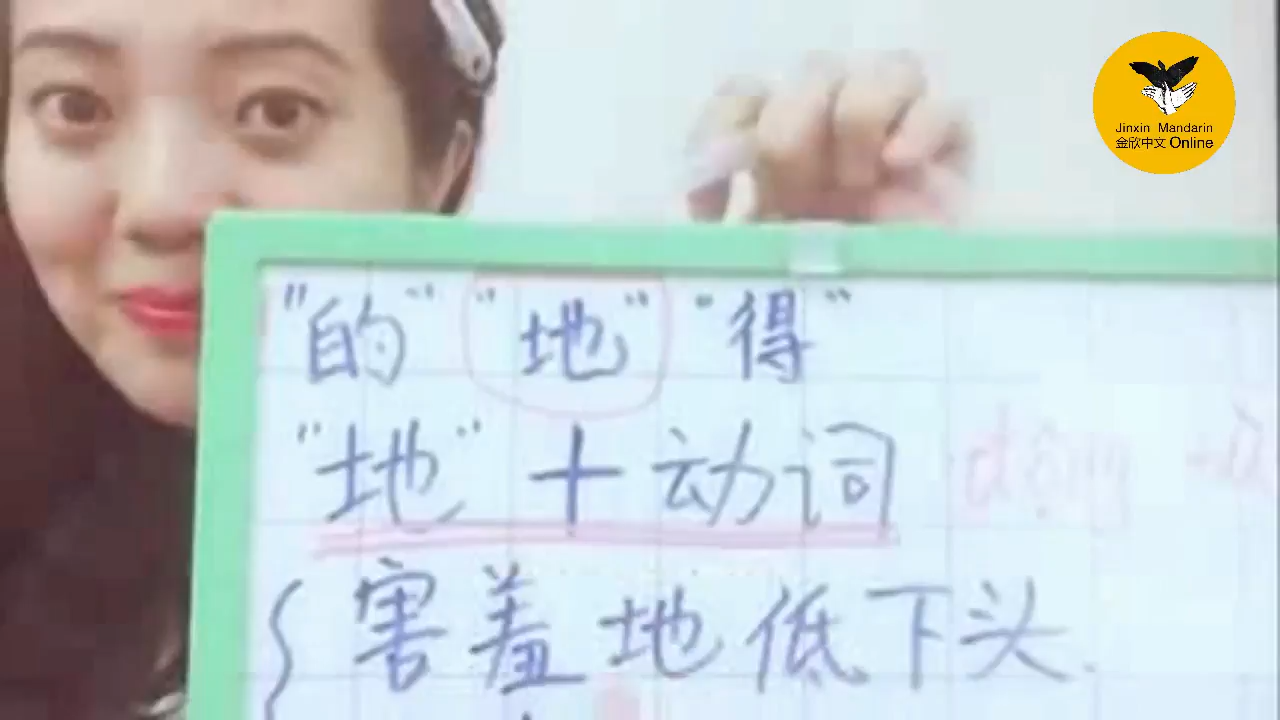 Jinxin Mandarin
金欣中文 Online
"的" "地" "得"
"地" + 动词
害羞地低下头